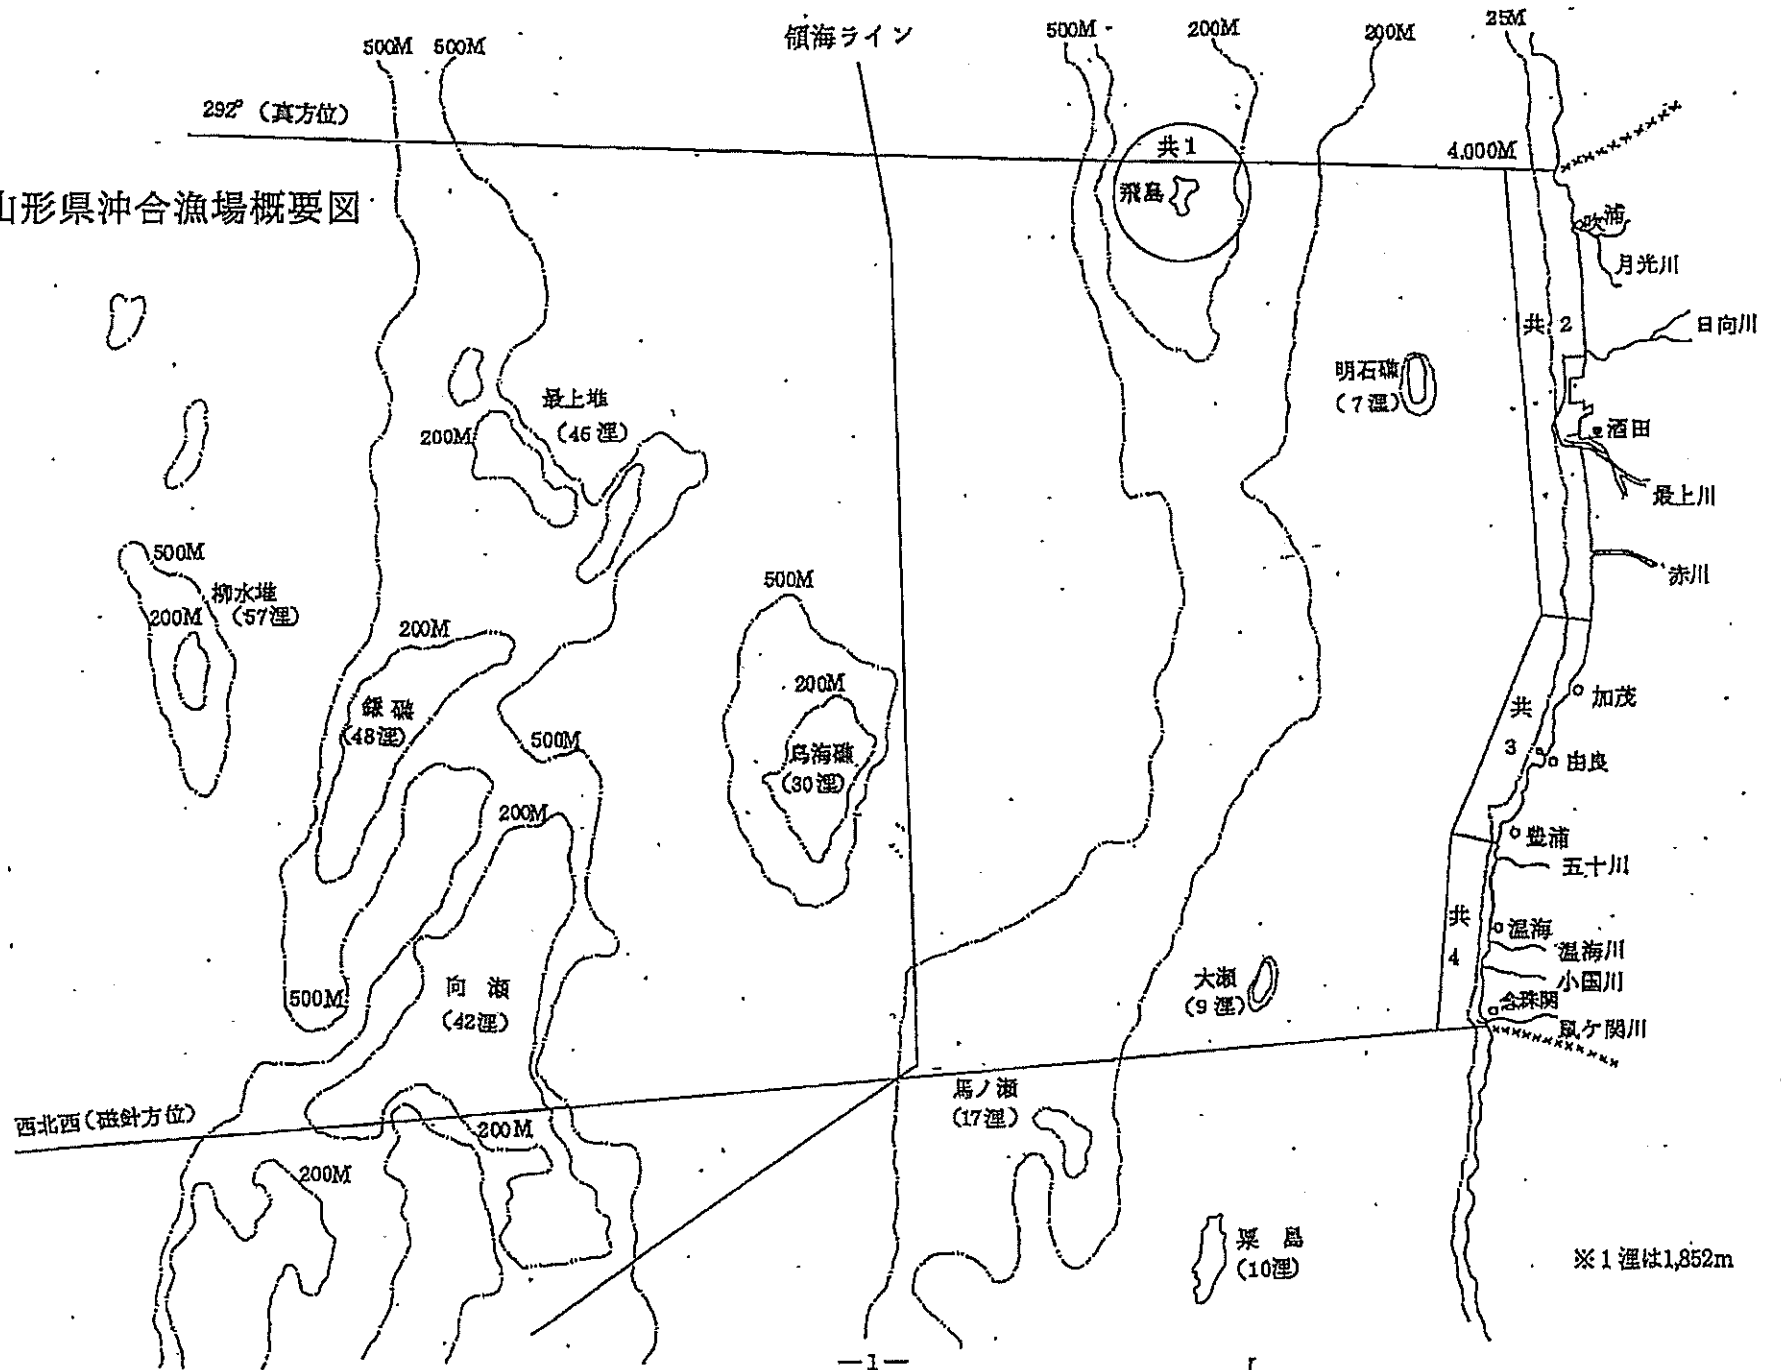 500M 500M
領海ライン
500M
200M
200M
25M
292°(真方位)
共1
4.000M
山形県沖合漁場概要図
飛島
吹浦
月光川
共2
日向川
明石礁
(7浬)
最上堆
(45浬)
200M
酒田
最上川
500M
柳水堆
(57浬)
200M
赤川
500M
200M
200M
鎌礁
(48浬)
500M
鳥海礁
(30浬)
共
3
加茂
由良
200M
豊浦
五十川
共
4
温海
温海川
小国川
念珠関
鼠ケ関川
向瀬
(42浬)
500M
大瀬
(9浬)
西北西(磁針方位)
馬ノ瀬
(17浬)
200M
200M
粟島
(10浬)
※1浬は1,852m
—1—